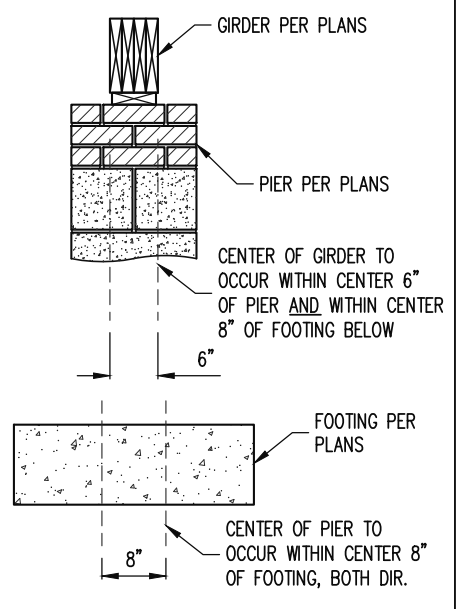 GIRDER PER PLANS
PIER PER PLANS
CENTER OF GIRDER TO
OCCUR WITHIN CENTER 6"
OF PIER AND WITHIN CENTER
8" OF FOOTING BELOW
6"
FOOTING PER
PLANS
CENTER OF PIER TO
OCCUR WITHIN CENTER 8"
OF FOOTING, BOTH DIR.
8"